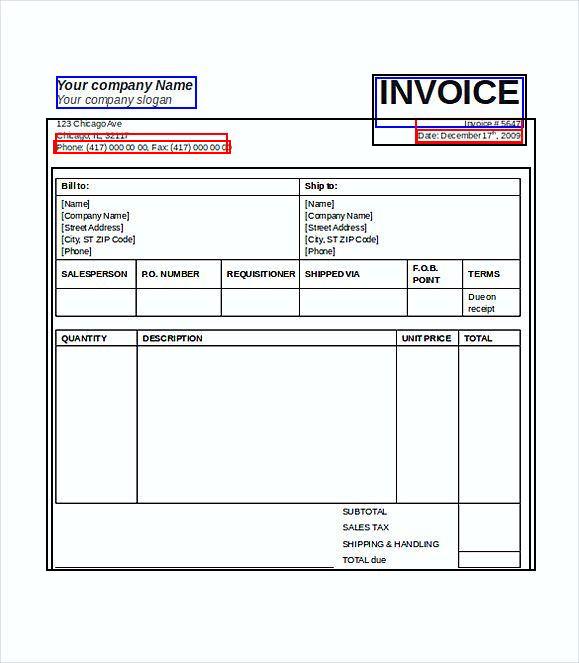 Your company Name
Your company slogan
INVOICE
123 Chicago Ave
Invoice # 5647
Chicago, IL, 32117
Date: December 17th, 2009
Phone: (417) 000 00 00, Fax: (417) 000 00 00
Bill to:
Ship to:
[Name]
[Company Name]
[Street Address]
[City, ST ZIP Code]
[Phone]
[Name]
[Company Name]
[Street Address]
[City, ST ZIP Code]
[Phone]
SALESPERSON P.O. NUMBER REQUISITIONER SHIPPED VIA F.O.B. POINT TERMS
Due on
receipt
QUANTITY DESCRIPTION UNIT PRICE TOTAL
SUBTOTAL
SALES TAX
SHIPPING & HANDLING
TOTAL due